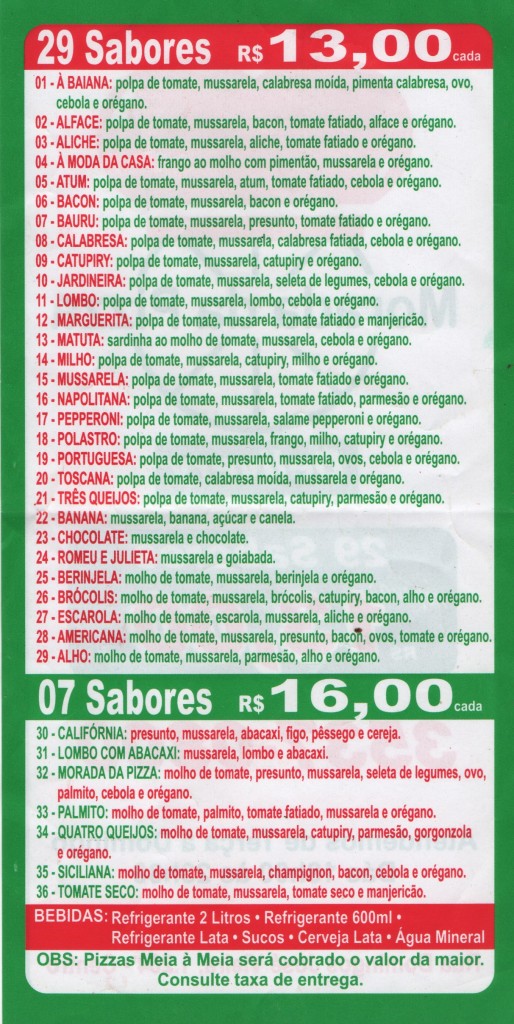 29 Sabores R$ 13,00 cada
01 - À BAIANA: polpa de tomate, mussarela, calabresa moída, pimenta calabresa, ovo,
cebola e orégano.
02 - ALFACE: polpa de tomate, mussarela, bacon, tomate fatiado, alface e orégano.
03 - ALICHE: polpa de tomate, mussarela, aliche, tomate fatiado e orégano.
04 - À MODA DA CASA: frango ao molho com pimentão, mussarela e orégano.
05 - ATUM: polpa de tomate, mussarela, atum, tomate fatiado, cebola e orégano.
06 - BACON: polpa de tomate, mussarela, bacon e orégano.
07 - BAURU: polpa de tomate, mussarela, presunto, tomate fatiado e orégano.
08 - CALABRESA: polpa de tomate, mussarela, calabresa fatiada, cebola e orégano.
09 - CATUPIRY: polpa de tomate, mussarela, catupiry e orégano.
10 - JARDINEIRA: polpa de tomate, mussarela, seleta de legumes, cebola e orégano.
11 - LOMBO: polpa de tomate, mussarela, lombo, cebola e orégano.
12 - MARGUERITA: polpa de tomate, mussarela, tomate fatiado e manjericão.
13 - MATUTA: sardinha ao molho de tomate, mussarela, cebola e orégano.
14 - MILHO: polpa de tomate, mussarela, catupiry, milho e orégano.
15 - MUSSARELA: polpa de tomate, mussarela, tomate fatiado e orégano.
16 - NAPOLITANA: polpa de tomate, mussarela, tomate fatiado, parmesão e orégano.
17 - PEPPERONI: polpa de tomate, mussarela, salame pepperoni e orégano.
18 - POLASTRO: polpa de tomate, mussarela, frango, milho, catupiry e orégano.
19 - PORTUGUESA: polpa de tomate, presunto, mussarela, ovos, cebola e orégano.
20 - TOSCANA: polpa de tomate, calabresa moída, mussarela e orégano.
21 - TRÊS QUEIJOS: polpa de tomate, mussarela, catupiry, parmesão e orégano.
22 - BANANA: mussarela, banana, açúcar e canela.
23 - CHOCOLATE: mussarela e chocolate.
24 - ROMEU E JULIETA: mussarela e goiabada.
25 - BERINJELA: molho de tomate, mussarela, berinjela e orégano.
26 - BRÓCOLIS: molho de tomate, mussarela, brócolis, catupiry, bacon, alho e orégano.
27 - ESCAROLA: molho de tomate, escarola, mussarela, aliche e orégano.
28 - AMERICANA: molho de tomate, mussarela, presunto, bacon, ovos, tomate e orégano.
29 - ALHO: molho de tomate, mussarela, parmesão, alho e orégano.
07 Sabores R$ 16,00 cada
30 - CALIFÓRNIA: presunto, mussarela, abacaxi, figo, pêssego e cereja.
31 - LOMBO COM ABACAXI: mussarela, lombo e abacaxi.
32 - MORADA DA PIZZA: molho de tomate, presunto, mussarela, seleta de legumes, ovo,
palmito, cebola e orégano.
33 - PALMITO: molho de tomate, palmito, tomate fatiado, mussarela e orégano.
34 - QUATRO QUEIJOS: molho de tomate, mussarela, catupiry, parmesão, gorgonzola
e orégano.
35 - SICILIANA: molho de tomate, mussarela, champignon, bacon, cebola e orégano.
36 - TOMATE SECO: molho de tomate, mussarela, tomate seco e manjericão.
BEBIDAS: Refrigerante 2 Litros • Refrigerante 600ml •
Refrigerante Lata • Sucos • Cerveja Lata • Água Mineral
OBS: Pizzas Meia à Meia será cobrado o valor da maior.
Consulte taxa de entrega.